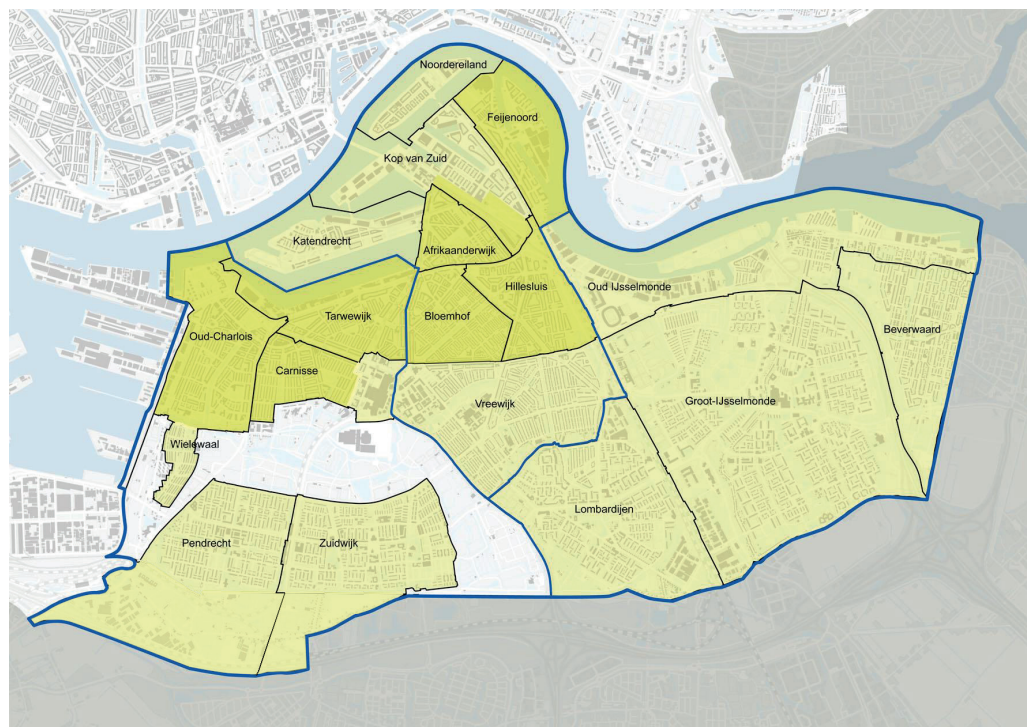 Noordereiland
Feijenoord
Kop van Zuid
Katendrecht
Afrikaanderwijk
Hillesluis
Oud IJsselmonde
Tarwewijk
Bloemhof
Beverwaard
Oud-Charlois
Carnisse
Groot-IJsselmonde
Vreewijk
Wielewaal
Lombardijen
Pendrecht
Zuidwijk